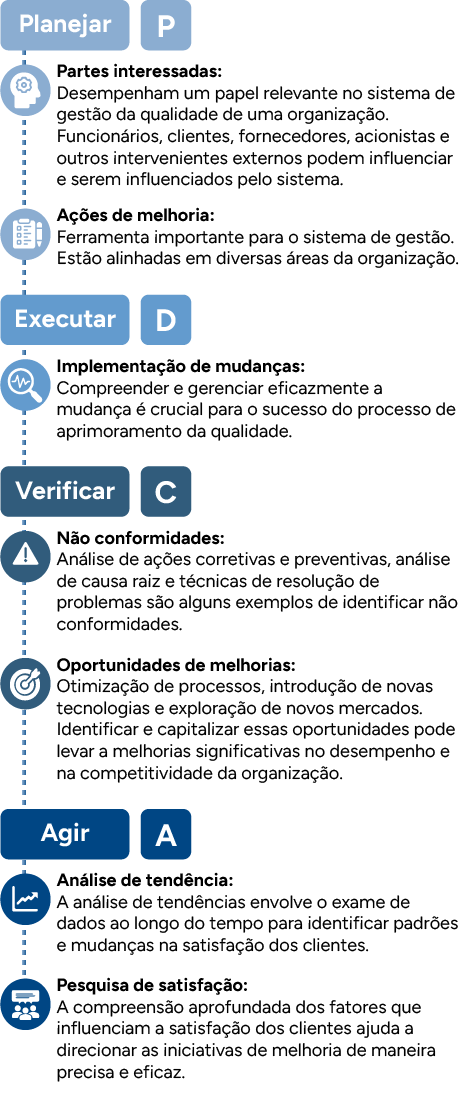 Planejar P
Partes interessadas:
Desempenham um papel relevante no sistema de
gestão da qualidade de uma organização.
Funcionários, clientes, fornecedores, acionistas e
outros intervenientes externos podem influenciar
e serem influenciados pelo sistema.
Ações de melhoria:
Ferramenta importante para o sistema de gestão.
Estão alinhadas em diversas áreas da organização.
Executar D
Implementação de mudanças:
Compreender e gerenciar eficazmente a
mudança é crucial para o sucesso do processo de
aprimoramento da qualidade.
Verificar C
Não conformidades:
Análise de ações corretivas e preventivas, análise
de causa raiz e técnicas de resolução de
problemas são alguns exemplos de identificar não
conformidades.
Oportunidades de melhorias:
Otimização de processos, introdução de novas
tecnologias e exploração de novos mercados.
Identificar e capitalizar essas oportunidades pode
levar a melhorias significativas no desempenho e
na competitividade da organização.
Agir A
Análise de tendência:
A análise de tendências envolve o exame de
dados ao longo do tempo para identificar padrões
e mudanças na satisfação dos clientes.
Pesquisa de satisfação:
A compreensão aprofundada dos fatores que
influenciam a satisfação dos clientes ajuda a
direcionar as iniciativas de melhoria de maneira
precisa e eficaz.